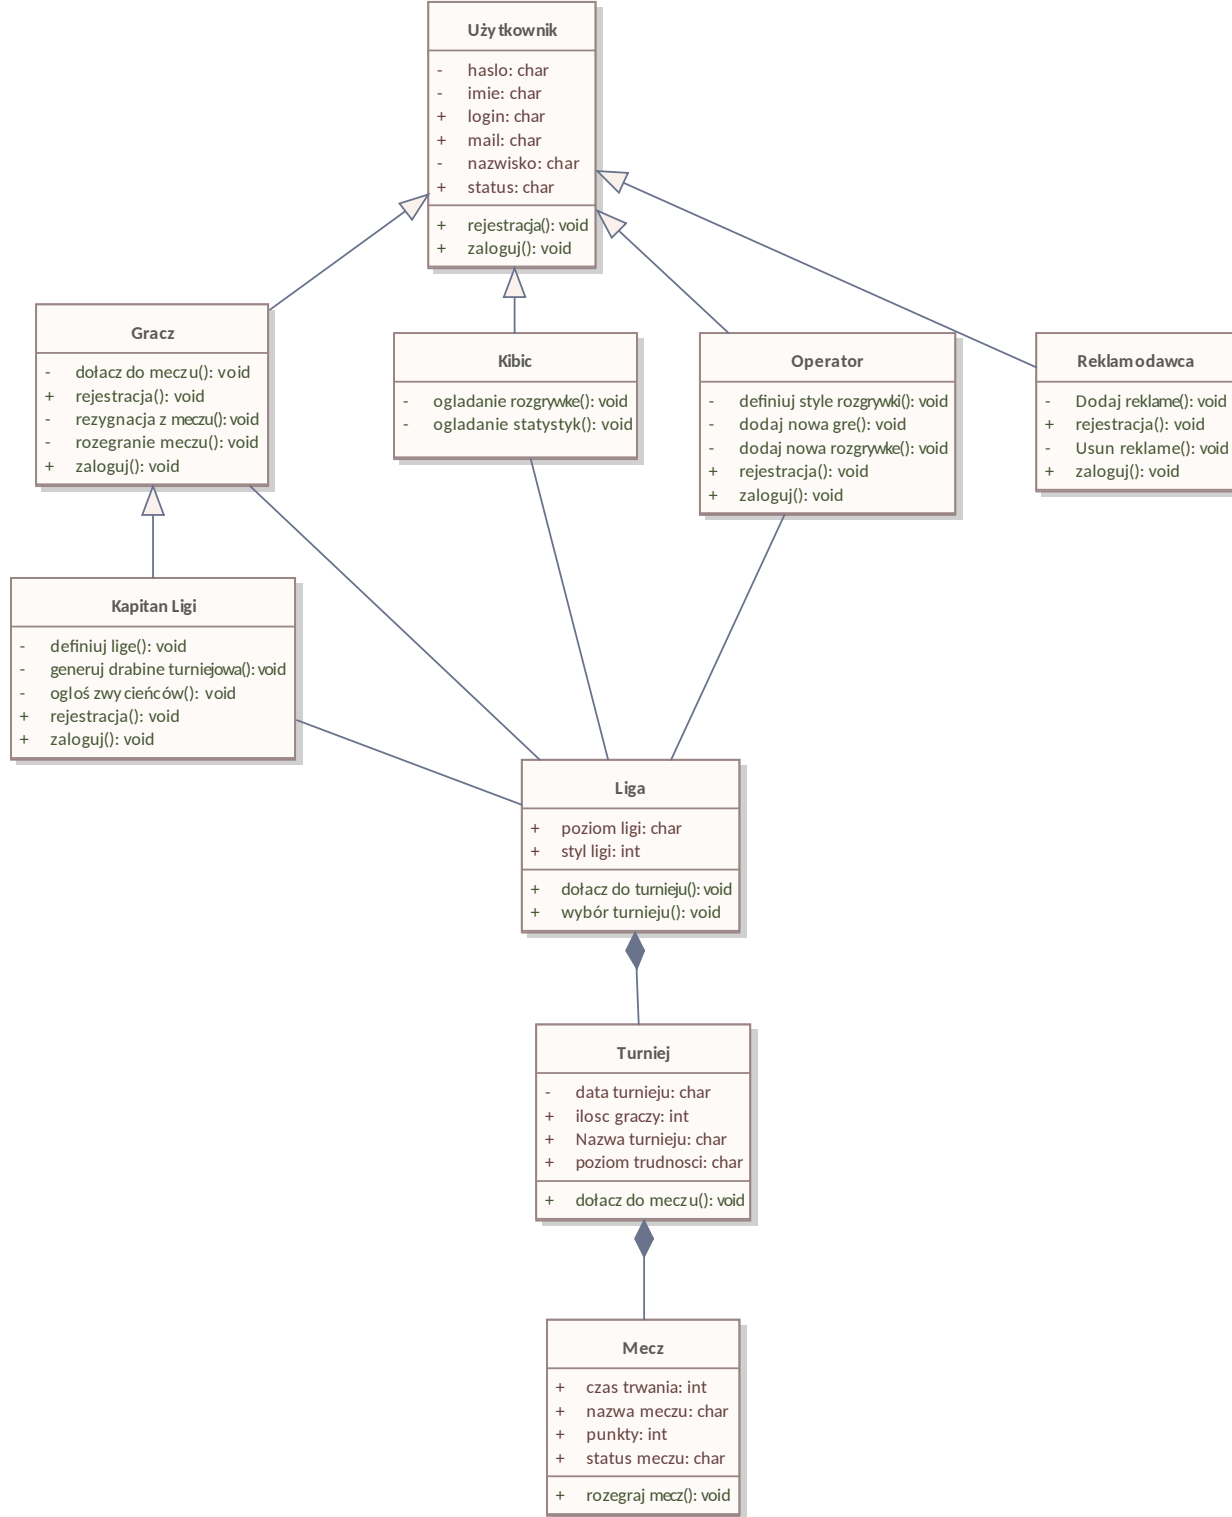 Użytkownik
- haslo: char
- imie: char
+ login: char
+ mail: char
- nazwisko: char
+ status: char
+ rejestracja(): void
+ zaloguj(): void
Gracz
- dołacz do meczu(): void
+ rejestracja(): void
- rezygnacja z meczu(): void
- rozegranie meczu(): void
+ zaloguj(): void
Kibic
- ogladanie rozgrywke(): void
- ogladanie statystyk(): void
Operator
- definiuj style rozgrywki(): void
- dodaj nowa gre(): void
- dodaj nowa rozgrywke(): void
+ rejestracja(): void
+ zaloguj(): void
Reklamodawca
- Dodaj reklame(): void
+ rejestracja(): void
- Usun reklame(): void
+ zaloguj(): void
Kapitan Ligi
- definiuj lige(): void
- generuj drabine turniejowa(): void
- ogloś zwycieńców(): void
+ rejestracja(): void
+ zaloguj(): void
Liga
+ poziom ligi: char
+ styl ligi: int
+ dołacz do turnieju(): void
+ wybór turnieju(): void
Turniej
- data turnieju: char
+ ilosc graczy: int
+ Nazwa turnieju: char
+ poziom trudnosci: char
+ dołacz do meczu(): void
Mecz
+ czas trwania: int
+ nazwa meczu: char
+ punkty: int
+ status meczu: char
+ rozegraj mecz(): void